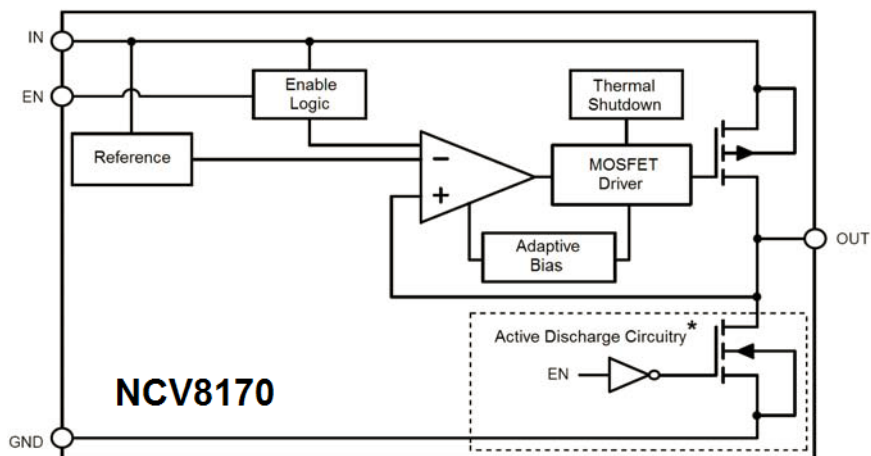 IN
EN
Enable
Logic
Thermal
Shutdown
Reference
−
+
MOSFET
Driver
Adaptive
Bias
OUT
Active Discharge Circuitry*
EN
NCV8170
GND